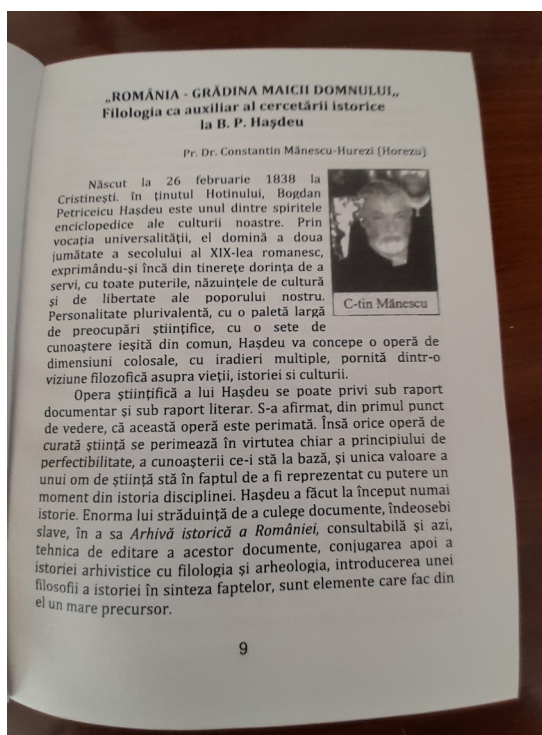 „ROMÂNIA - GRĂDINA MAICII DOMNULUI„
Filologia ca auxiliar al cercetării istorice
la B. P. Haşdeu
Pr. Dr. Constantin Mănescu-Hurezi (Horezu)
Născut la 26 februarie 1838 la
Cristineşti. în ţinutul Hotinului, Bogdan
Petriceicu Haşdeu este unul dintre spiritele
enciclopedice ale culturii noastre. Prin
vocaţia universalităţii, el domină a doua
jumătate a secolului al XIX-lea romanesc,
exprimându-şi încă din tinereţe dorinţa de a
servi, cu toate puterile, năzuinţele de cultură
şi de libertate ale poporului nostru.
Personalitate plurivalentă, cu o paletă largă
de preocupări ştiinţifice, cu o sete de
cunoaştere ieşită din comun, Haşdeu va concepe o operă de
dimensiuni colosale, cu iradieri multiple, pornită dintr-o
viziune filozofică asupra vieţii, istoriei si culturii.
C-tin Mănescu
Opera ştiinţifică a lui Haşdeu se poate privi sub raport
documentar şi sub raport literar. S-a afirmat, din primul punct
de vedere, că această operă este perimată. Însă orice operă de
curată ştiinţă se perimează în virtutea chiar a principiului de
perfectibilitate, a cunoaşterii ce-i stă la bază, şi unica valoare a
unui om de ştiinţă stă în faptul de a fi reprezentat cu putere un
moment din istoria disciplinei. Haşdeu a făcut la început numai
istorie. Enorma lui străduinţă de a culege documente, îndeosebi
slave, în a sa Arhivă istorică a României, consultabilă şi azi,
tehnica de editare a acestor documente, conjugarea apoi a
istoriei arhivistice cu filologia şi arheologia, introducerea unei
filosofii a istoriei în sinteza faptelor, sunt elemente care fac din
el un mare precursor.
9